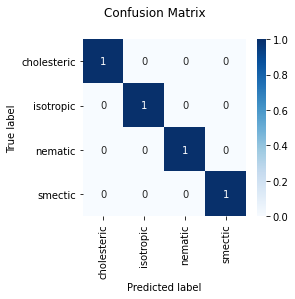 Confusion Matrix
True label
cholesteric 1 0 0 0
isotropic 0 1 0 0
nematic 0 0 1 0
smectic 0 0 0 1
cholesteric isotropic nematic smectic
Predicted label
1.0
0.8
0.6
0.4
0.2
0.0